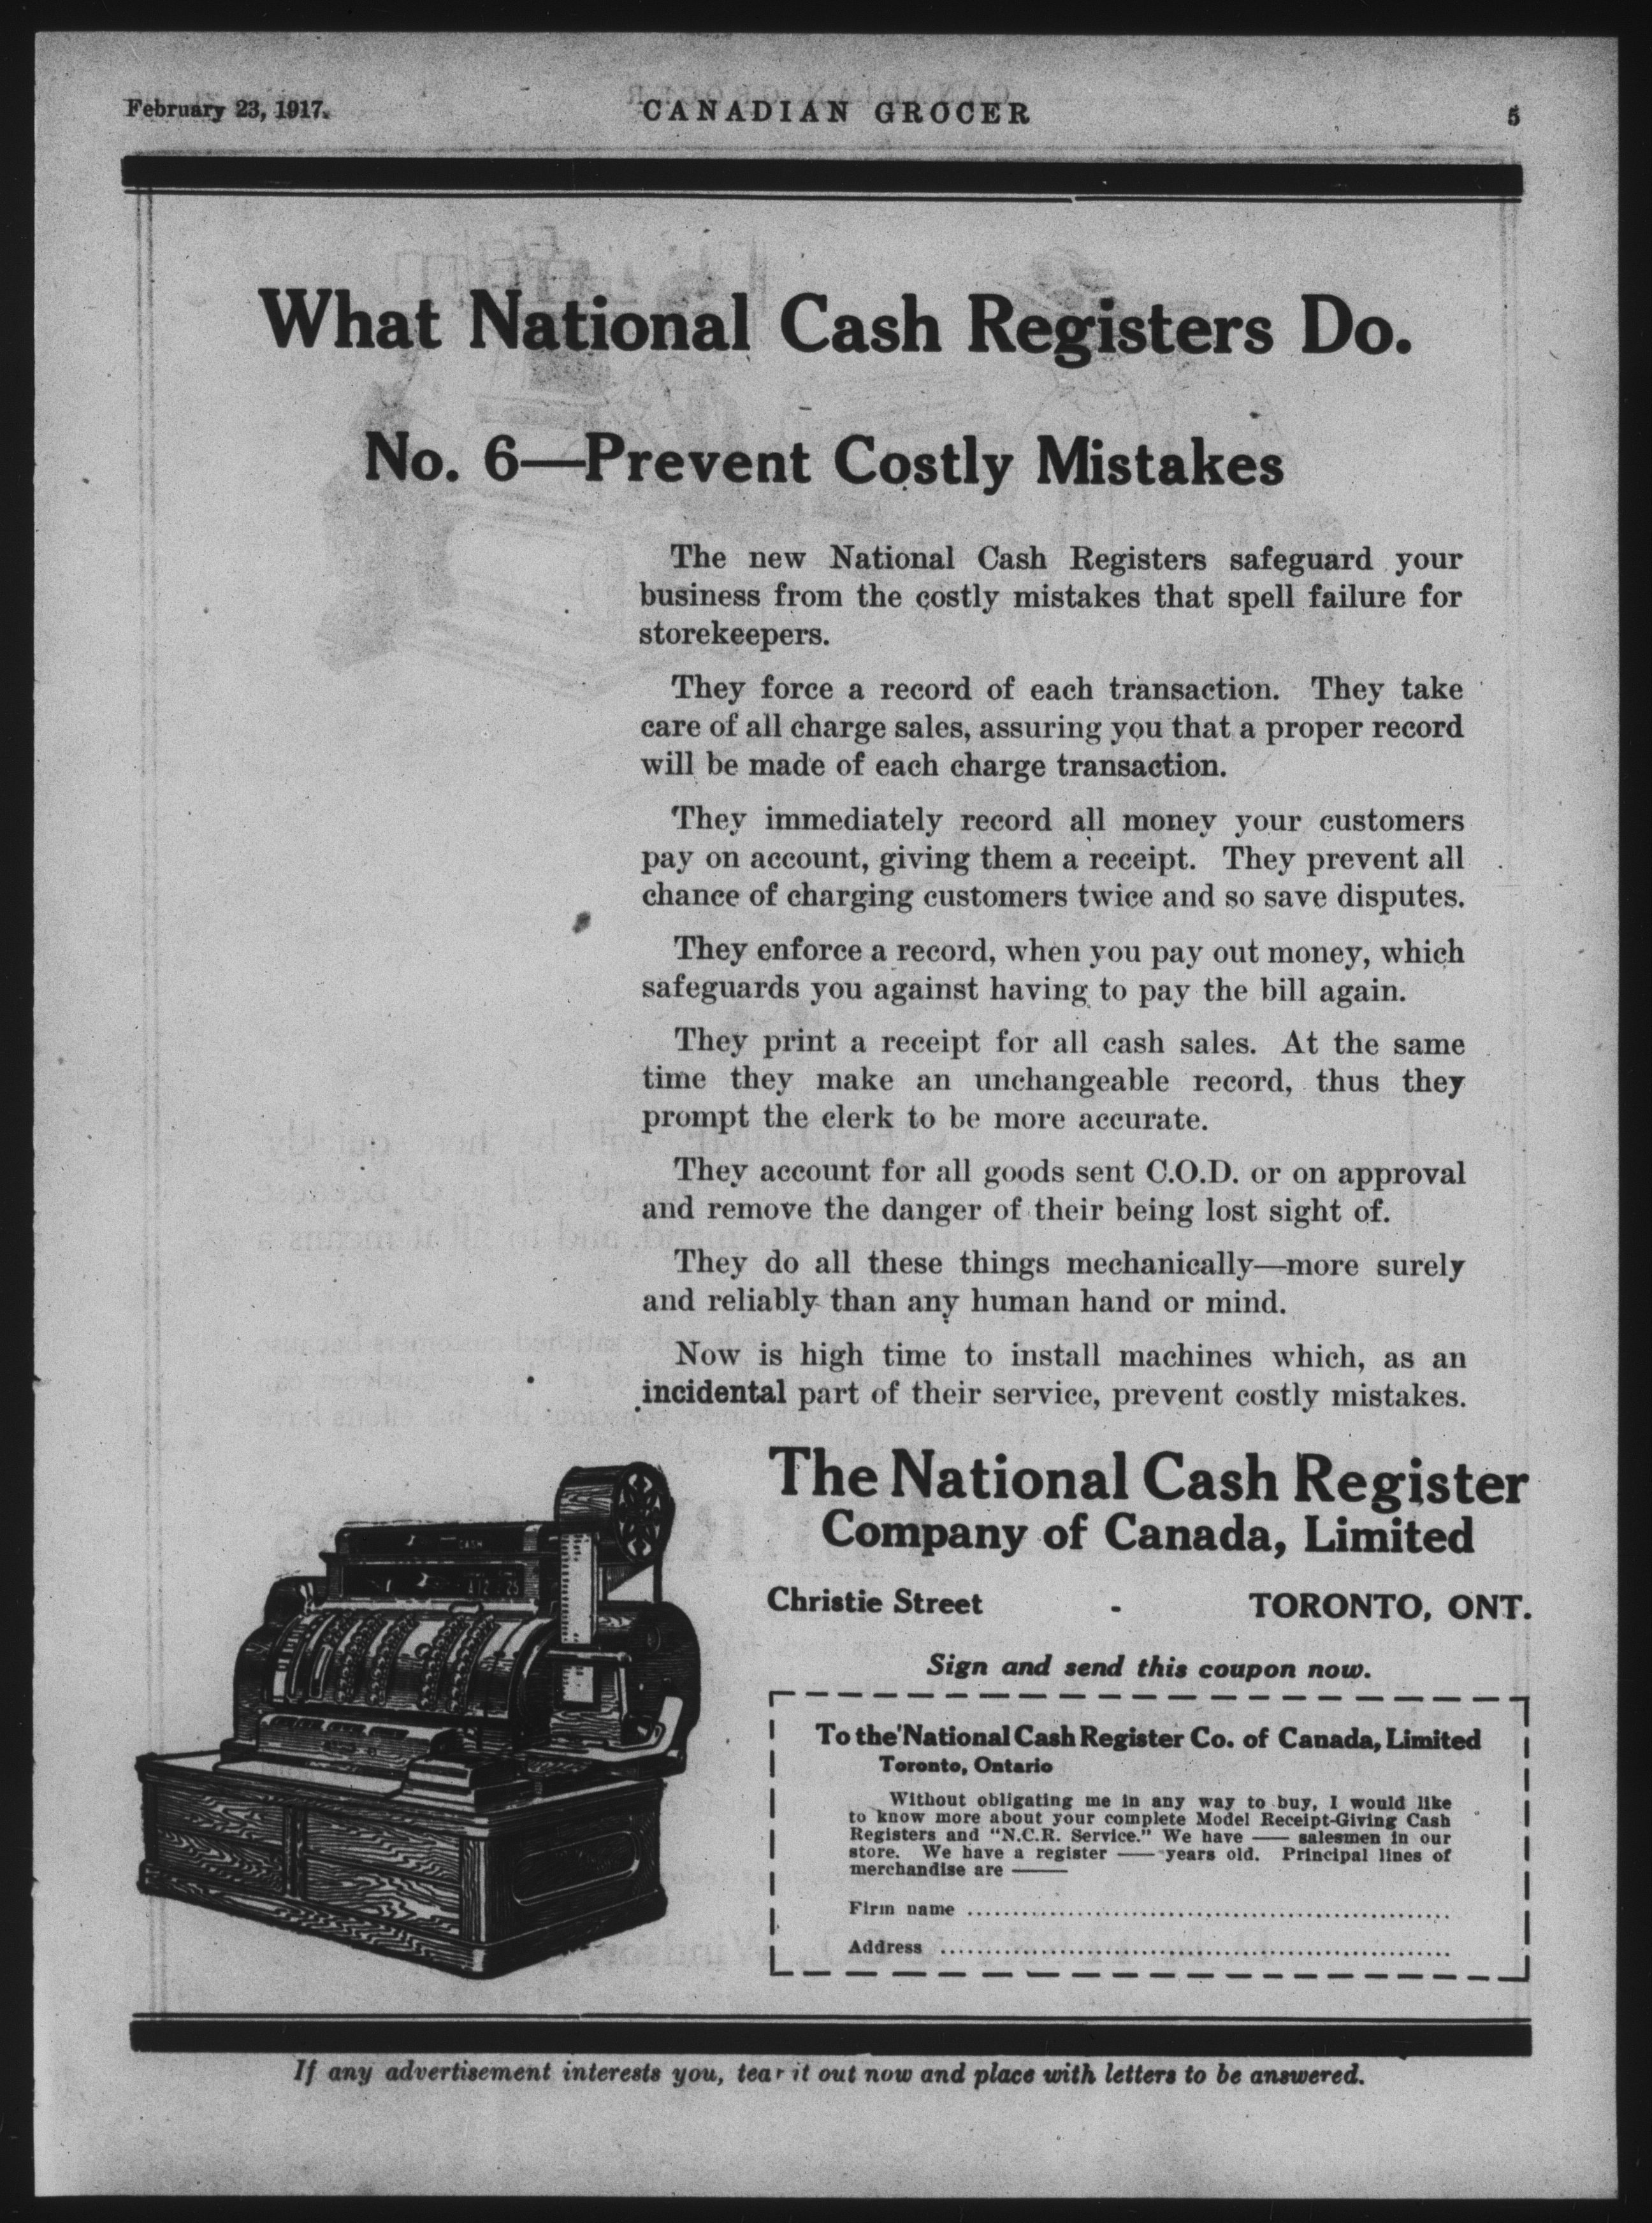 February 23, 1917.
CANADIAN GROCER
5
What National Cash Registers Do.
No. 6—Prevent Costly Mistakes
The new National Cash Registers safeguard your
business from the costly mistakes that spell failure for
storekeepers.
They force a record of each transaction. They take
care of all charge sales, assuring you that a proper record
will be made of each charge transaction.
They immediately record all money your customers
pay on account, giving them a receipt. They prevent all
chance of charging customers twice and so save disputes.
They enforce a record, when you pay out money, which
safeguards you against having to pay the bill again.
They print a receipt for all cash sales. At the same
time they make an unchangeable record, thus they
prompt the clerk to be more accurate.
They account for all goods sent C.O.D. or on approval
and remove the danger of their being lost sight of.
They do all these things mechanically—more surely
and reliably than any human hand or mind.
Now is high time to install machines which, as an
incidental part of their service, prevent costly mistakes.
The National Cash Register
Company of Canada, Limited
Christie Street - TORONTO, ONT.
Sign and send this coupon now.
To the National Cash Register Co. of Canada, Limited
Toronto, Ontario
Without obligating me in any way to buy, I would like
to know more about your complete Model Receipt-Giving Cash
Registers and "N.C.R. Service." We have —— salesmen in our
store. We have a register —— years old. Principal lines of
merchandise are ——
Firm name ..........
Address ..........
CASH
If any advertisement interests you, tear it out now and place with letters to be answered.